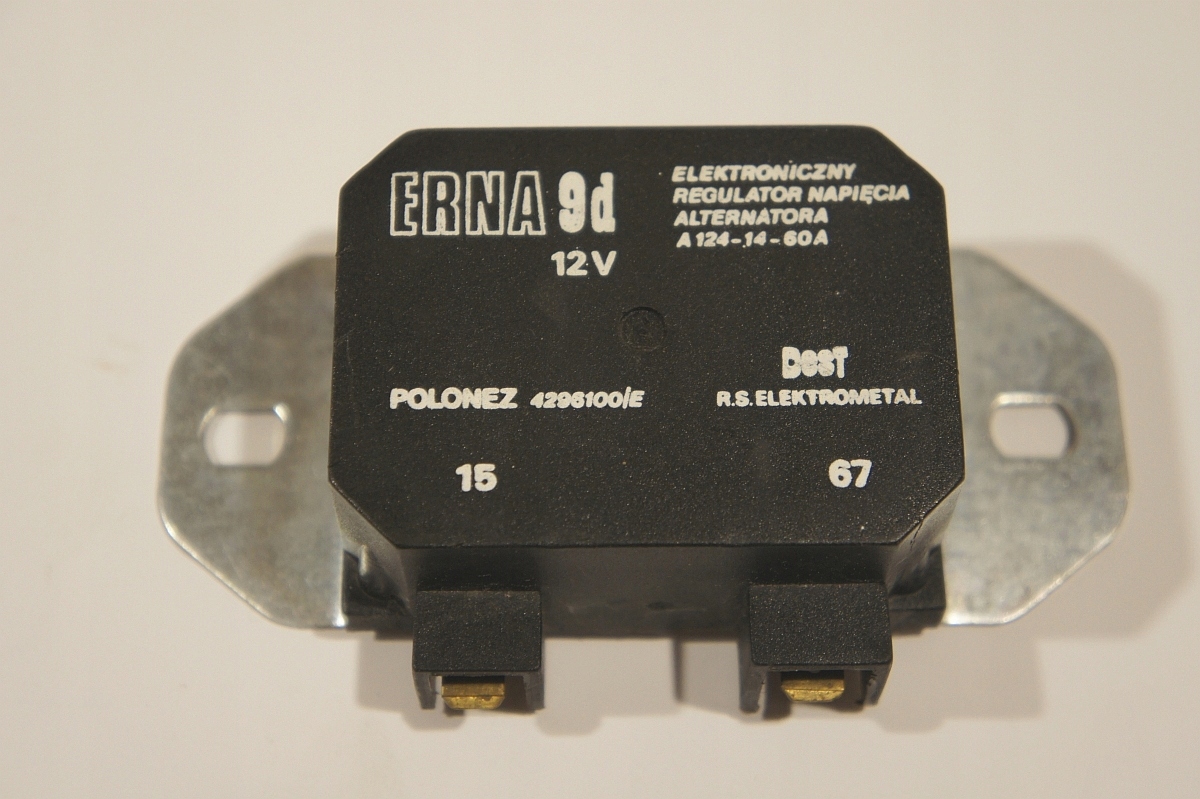 ERNA 9d
12V
ELEKTRONICZNY
REGULATOR NAPIĘCIA
ALTERNATORA
A 124-14-60A
POLONEZ 4296100/E
DesT
R.S. ELEKTROMETAL
15
67